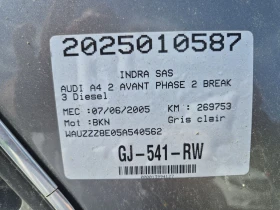 2025010587
INDRA SAS
AUDI A4 2 AVANT PHASE 2 BREAK
3 Diesel
MEC : 07/06/2005 KM : 269753
Mot : BKN Gris clair
WAUZZZ8E05A540562
GJ-541-RW